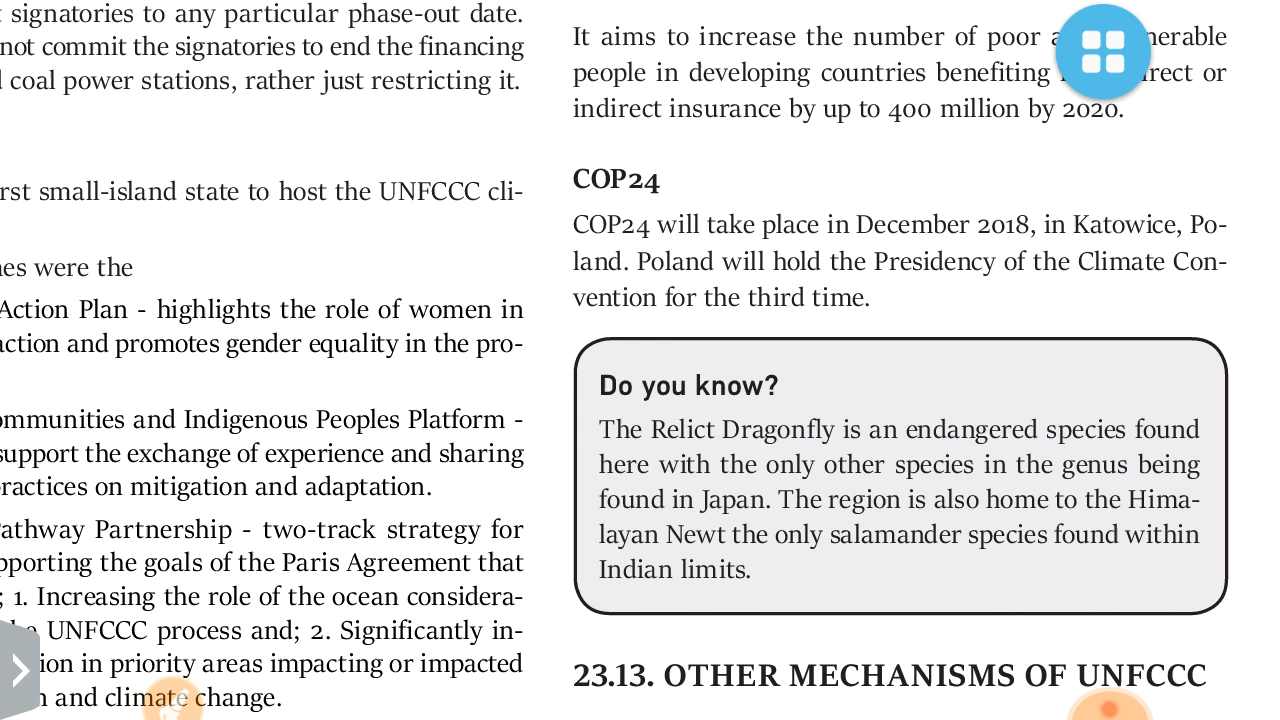 signatories to any particular phase-out date.
not commit the signatories to end the financing
coal power stations, rather just restricting it.
small-island state to host the UNFCCC cli-
were the
Action Plan - highlights the role of women in
action and promotes gender equality in the pro-
and Indigenous Peoples Platform -
support the exchange of experience and sharing
practices on mitigation and adaptation.
Pathway Partnership - two-track strategy for
the goals of the Paris Agreement that
; 1. Increasing the role of the ocean considera-
UNFCCC process and; 2. Significantly in-
in priority areas impacting or impacted
and climate change.
It aims to increase the number of poor
people in developing countries benefiting or
indirect insurance by up to 400 million by 2020.
COP24
COP24 will take place in December 2018, in Katowice, Po-
land. Poland will hold the Presidency of the Climate Con-
vention for the third time.
Do you know?
The Relict Dragonfly is an endangered species found
here with the only other species in the genus being
found in Japan. The region is also home to the Hima-
layan Newt the only salamander species found within
Indian limits.
23.13. OTHER MECHANISMS OF UNFCCC